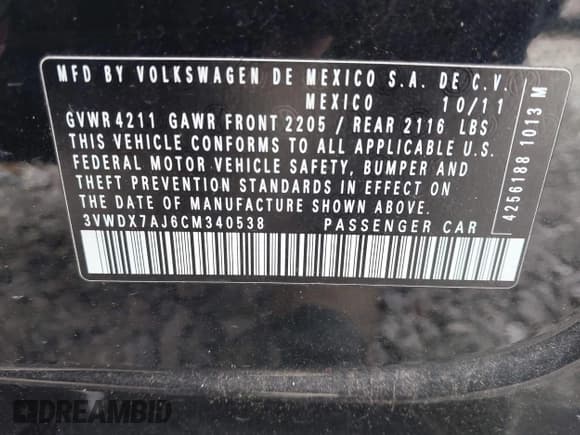 MFD BY VOLKSWAGEN DE MEXICO S.A. DE C.V.
MEXICO 10/11
GVWR 4211 GAWR FRONT 2205 / REAR 2116 LBS
THIS VEHICLE CONFORMS TO ALL APPLICABLE U.S.
FEDERAL MOTOR VEHICLE SAFETY, BUMPER AND
THEFT PREVENTION STANDARDS IN EFFECT ON
THE DATE OF MANUFACTURE SHOWN ABOVE.
3VWDX7AJ6CM340538 PASSENGER CAR
4256188 1013 M
DREAMBID